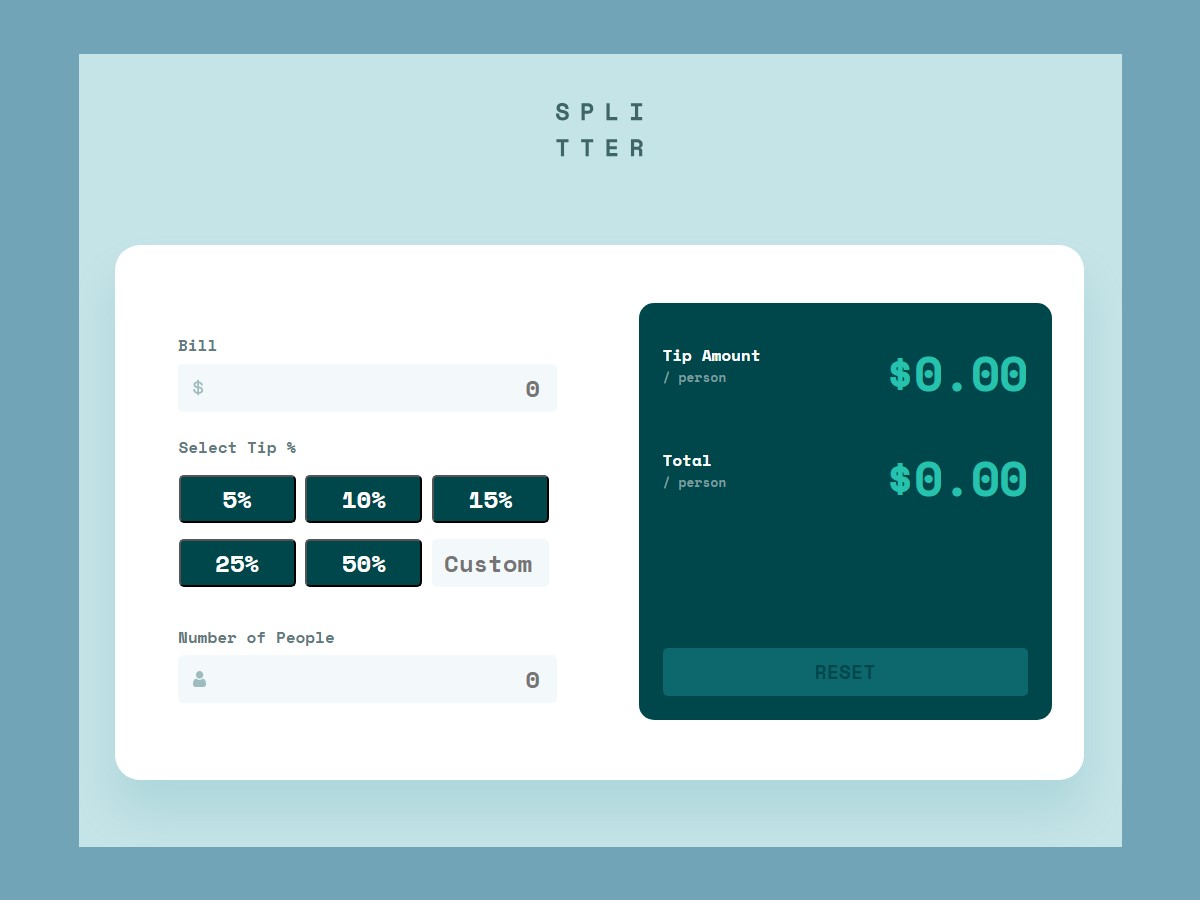 SPLI
TTER
Bill
$ 0
Select Tip %
5% 10% 15%
25% 50% Custom
Number of People
0
Tip Amount
/ person
$0.00
Total
/ person
$0.00
RESET